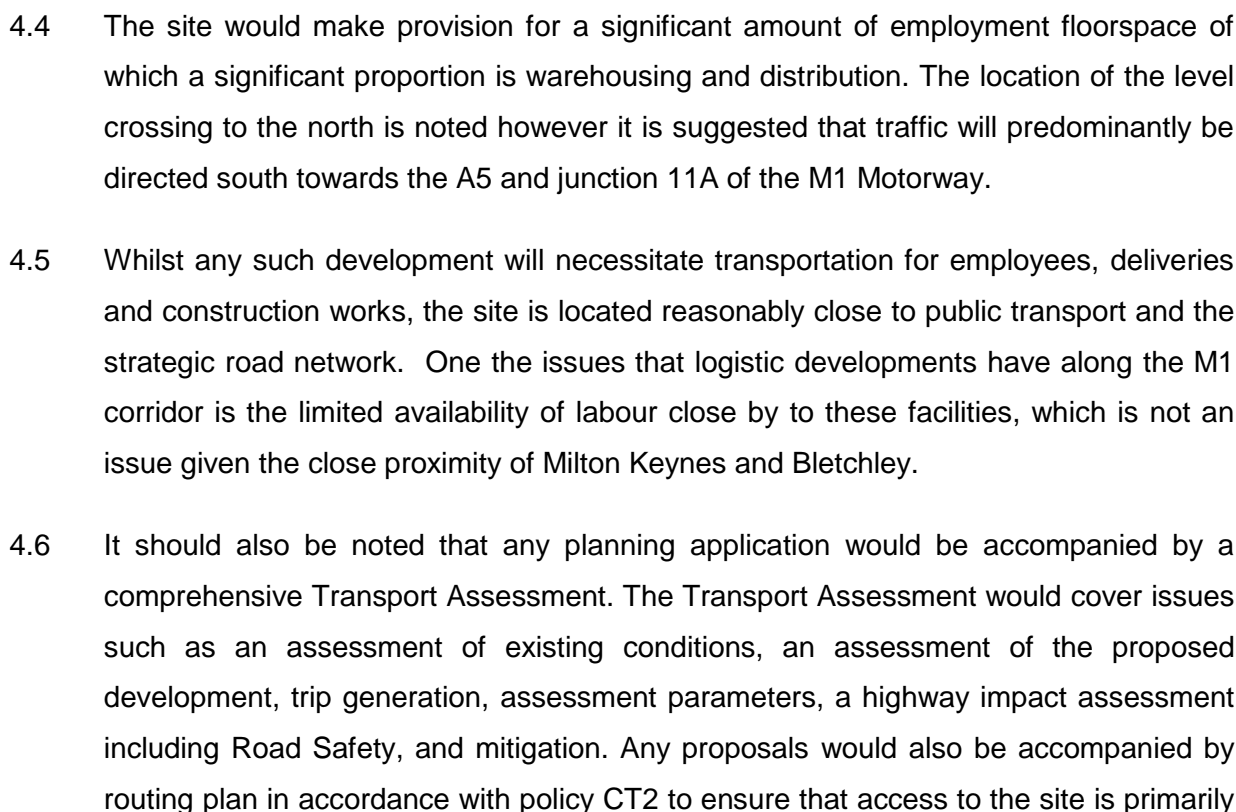 4.4 The site would make provision for a significant amount of employment floorspace of
which a significant proportion is warehousing and distribution. The location of the level
crossing to the north is noted however it is suggested that traffic will predominantly be
directed south towards the A5 and junction 11A of the M1 Motorway.
4.5 Whilst any such development will necessitate transportation for employees, deliveries
and construction works, the site is located reasonably close to public transport and the
strategic road network. One the issues that logistic developments have along the M1
corridor is the limited availability of labour close by to these facilities, which is not an
issue given the close proximity of Milton Keynes and Bletchley.
4.6 It should also be noted that any planning application would be accompanied by a
comprehensive Transport Assessment. The Transport Assessment would cover issues
such as an assessment of existing conditions, an assessment of the proposed
development, trip generation, assessment parameters, a highway impact assessment
including Road Safety, and mitigation. Any proposals would also be accompanied by
routing plan in accordance with policy CT2 to ensure that access to the site is primarily